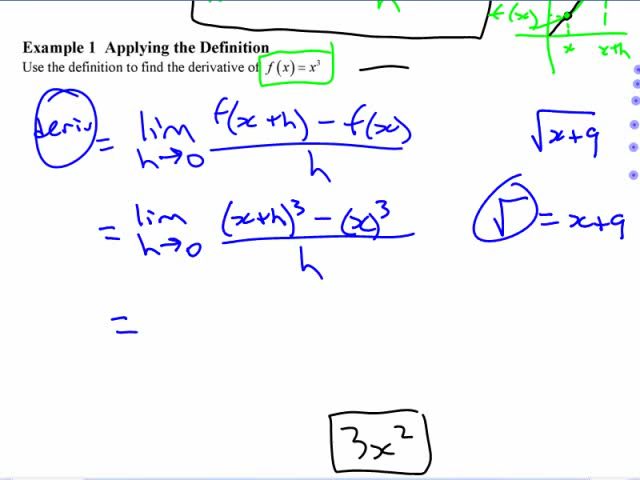 h
f(x)
x x+h
Example 1 Applying the Definition
Use the definition to find the derivative of f(x) = x³
deriv = lim h→0 f(x+h) − f(x) / h
√x+9
= lim h→0 (x+h)³ − (x)³ / h
√ = x+9
=
3x²